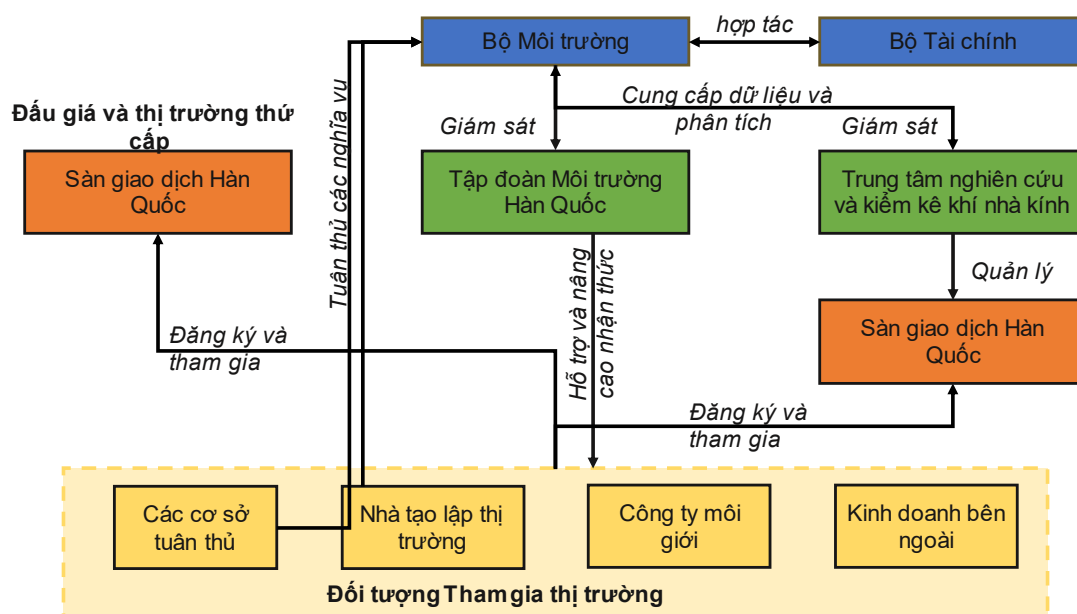 Bộ Môi trường
hợp tác
Bộ Tài chính
Đấu giá và thị trường thứ
cấp
Tuân thủ các nghĩa vu
Giám sát
Cung cấp dữ liệu và
phân tích
Giám sát
Sàn giao dịch Hàn
Quốc
Tập đoàn Môi trường
Hàn Quốc
Trung tâm nghiên cứu
và kiểm kê khí nhà kính
Quản lý
Hỗ trợ và nâng
cao nhận thức
Sàn giao dịch Hàn
Quốc
Đăng ký và
tham gia
Đăng ký và
tham gia
Các cơ sở
tuân thủ
Nhà tạo lập thị
trường
Công ty môi
giới
Kinh doanh bên
ngoài
Đối tượng Tham gia thị trường